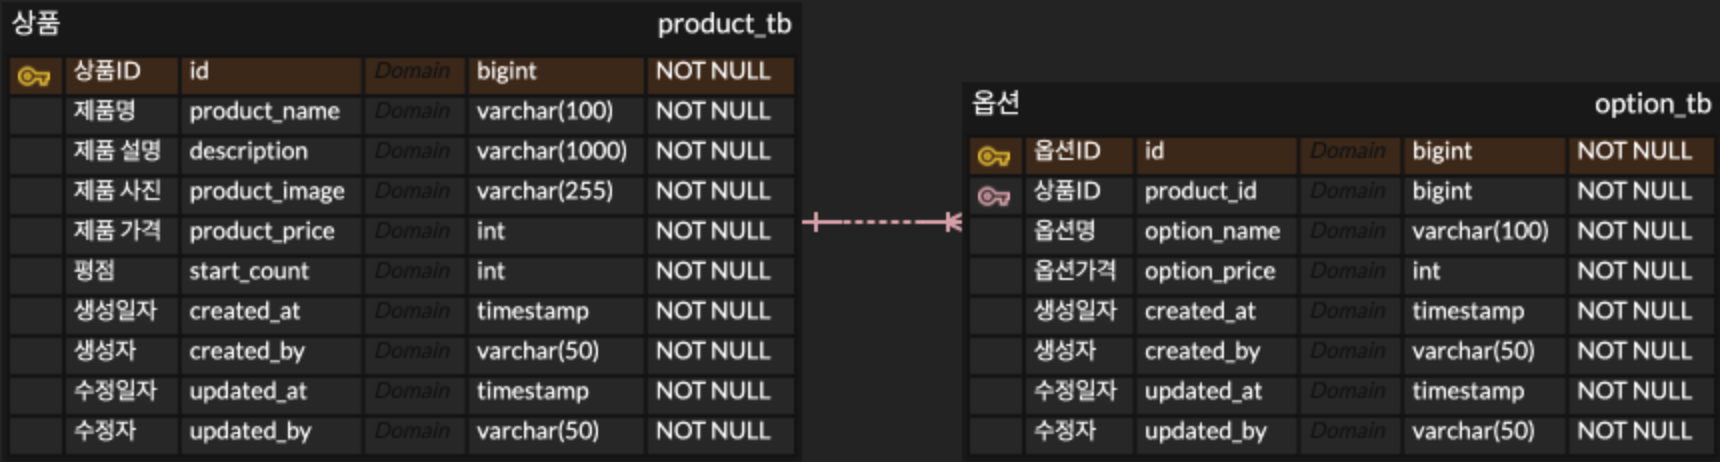 상품 product_tb
상품ID id Domain bigint NOT NULL
제품명 product_name Domain varchar(100) NOT NULL
제품 설명 description Domain varchar(1000) NOT NULL
제품 사진 product_image Domain varchar(255) NOT NULL
제품 가격 product_price Domain int NOT NULL
평점 start_count Domain int NOT NULL
생성일자 created_at Domain timestamp NOT NULL
생성자 created_by Domain varchar(50) NOT NULL
수정일자 updated_at Domain timestamp NOT NULL
수정자 updated_by Domain varchar(50) NOT NULL
옵션 option_tb
옵션ID id Domain bigint NOT NULL
상품ID product_id Domain bigint NOT NULL
옵션명 option_name Domain varchar(100) NOT NULL
옵션가격 option_price Domain int NOT NULL
생성일자 created_at Domain timestamp NOT NULL
생성자 created_by Domain varchar(50) NOT NULL
수정일자 updated_at Domain timestamp NOT NULL
수정자 updated_by Domain varchar(50) NOT NULL